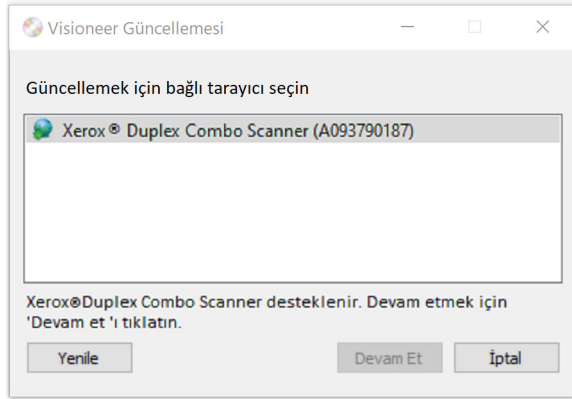 Visioneer Güncellemesi
Güncellemek için bağlı tarayıcı seçin
Xerox® Duplex Combo Scanner (A093790187)
Xerox®Duplex Combo Scanner desteklenir. Devam etmek için
'Devam et 'ı tıklatın.
Yenile
Devam Et
İptal